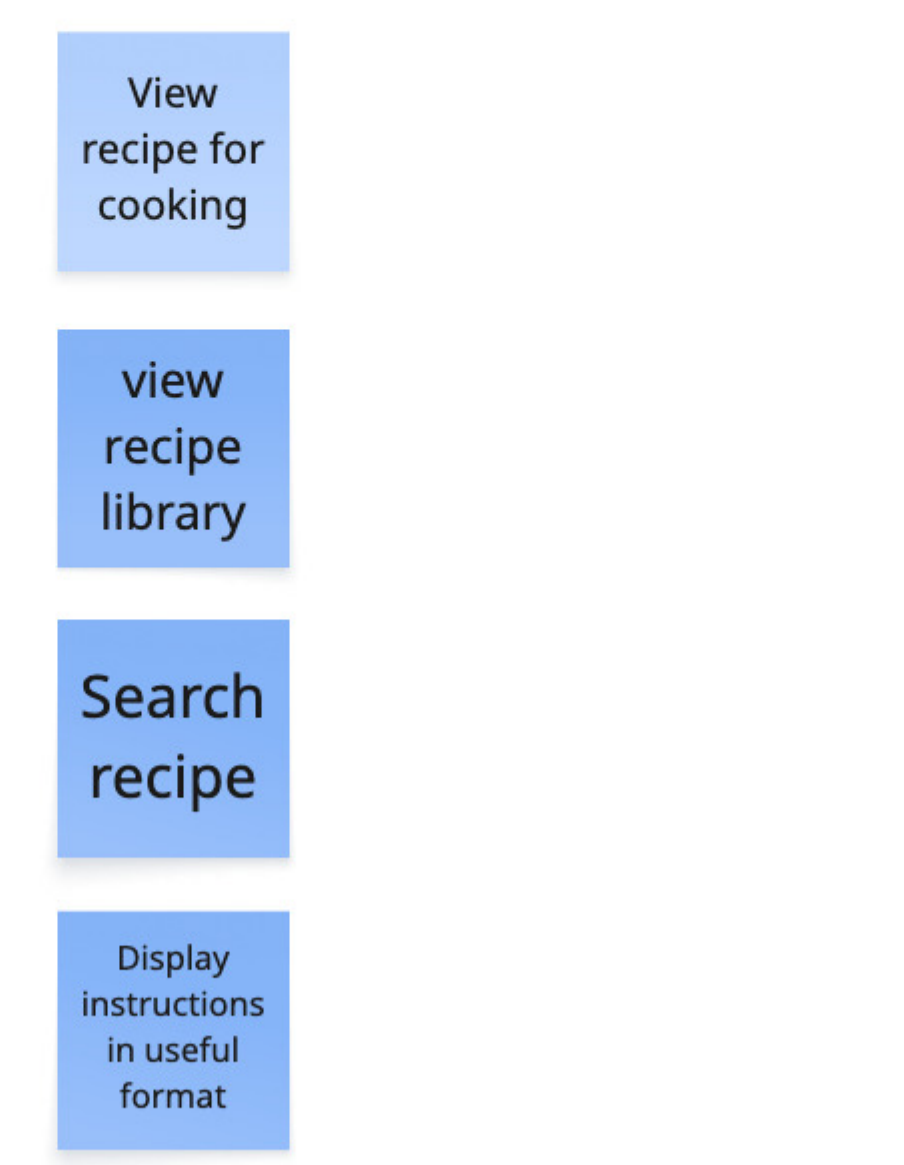 View
recipe for
cooking
view
recipe
library
Search
recipe
Display
instructions
in useful
format